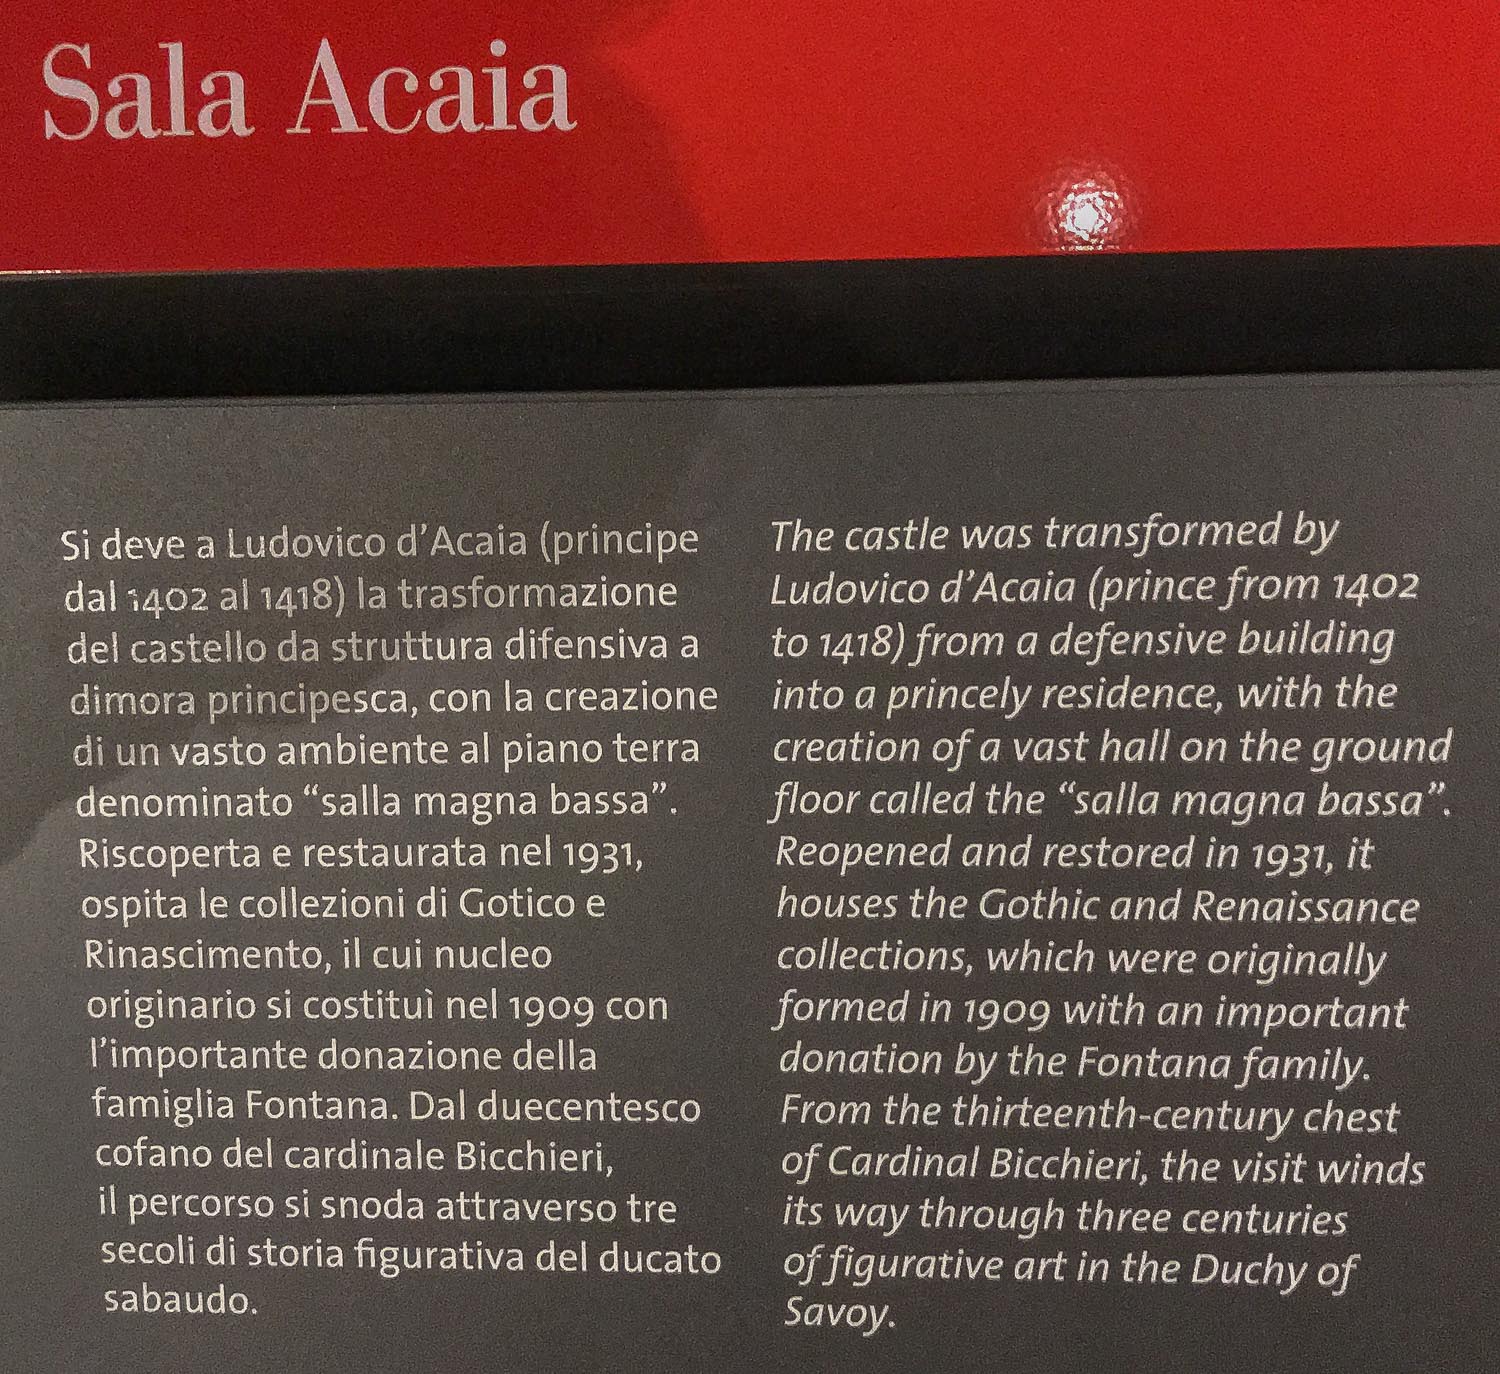 Sala Acaia
Si deve a Ludovico d'Acaia (principe
dal 1402 al 1418) la trasformazione
del castello da struttura difensiva a
dimora principesca, con la creazione
di un vasto ambiente al piano terra
denominato “salla magna bassa”.
Riscoperta e restaurata nel 1931,
ospita le collezioni di Gotico e
Rinascimento, il cui nucleo
originario si costituì nel 1909 con
l'importante donazione della
famiglia Fontana. Dal duecentesco
cofano del cardinale Bicchieri,
il percorso si snoda attraverso tre
secoli di storia figurativa del ducato
sabaudo.
The castle was transformed by
Ludovico d'Acaia (prince from 1402
to 1418) from a defensive building
into a princely residence, with the
creation of a vast hall on the ground
floor called the “salla magna bassa”.
Reopened and restored in 1931, it
houses the Gothic and Renaissance
collections, which were originally
formed in 1909 with an important
donation by the Fontana family.
From the thirteenth-century chest
of Cardinal Bicchieri, the visit winds
its way through three centuries
of figurative art in the Duchy of
Savoy.